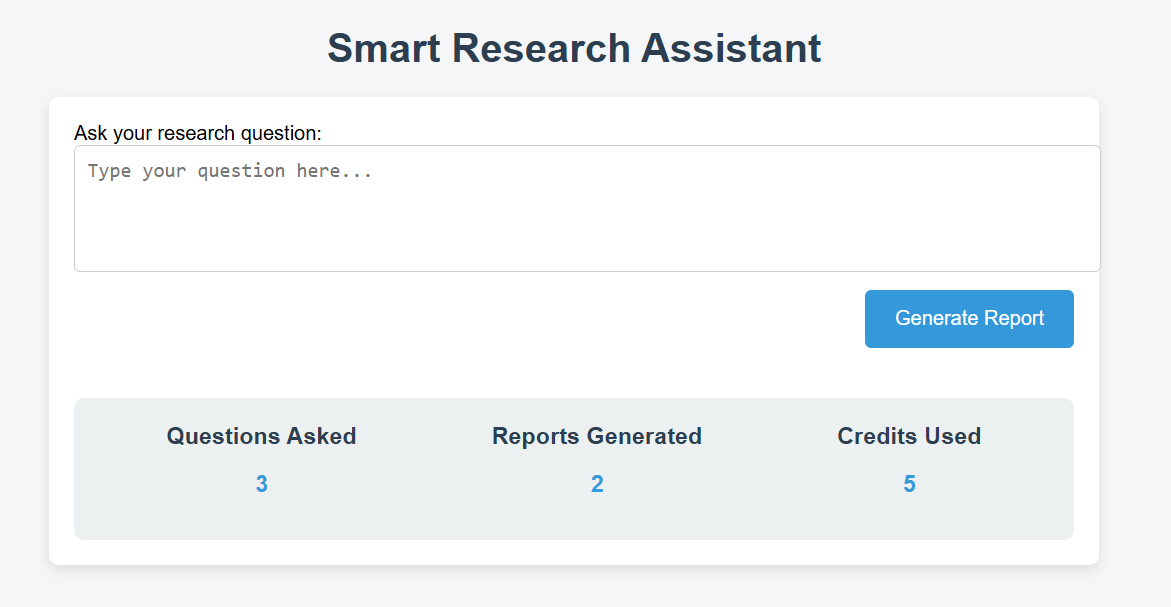 Smart Research Assistant
Ask your research question:
Type your question here...
Generate Report
Questions Asked Reports Generated Credits Used
3 2 5